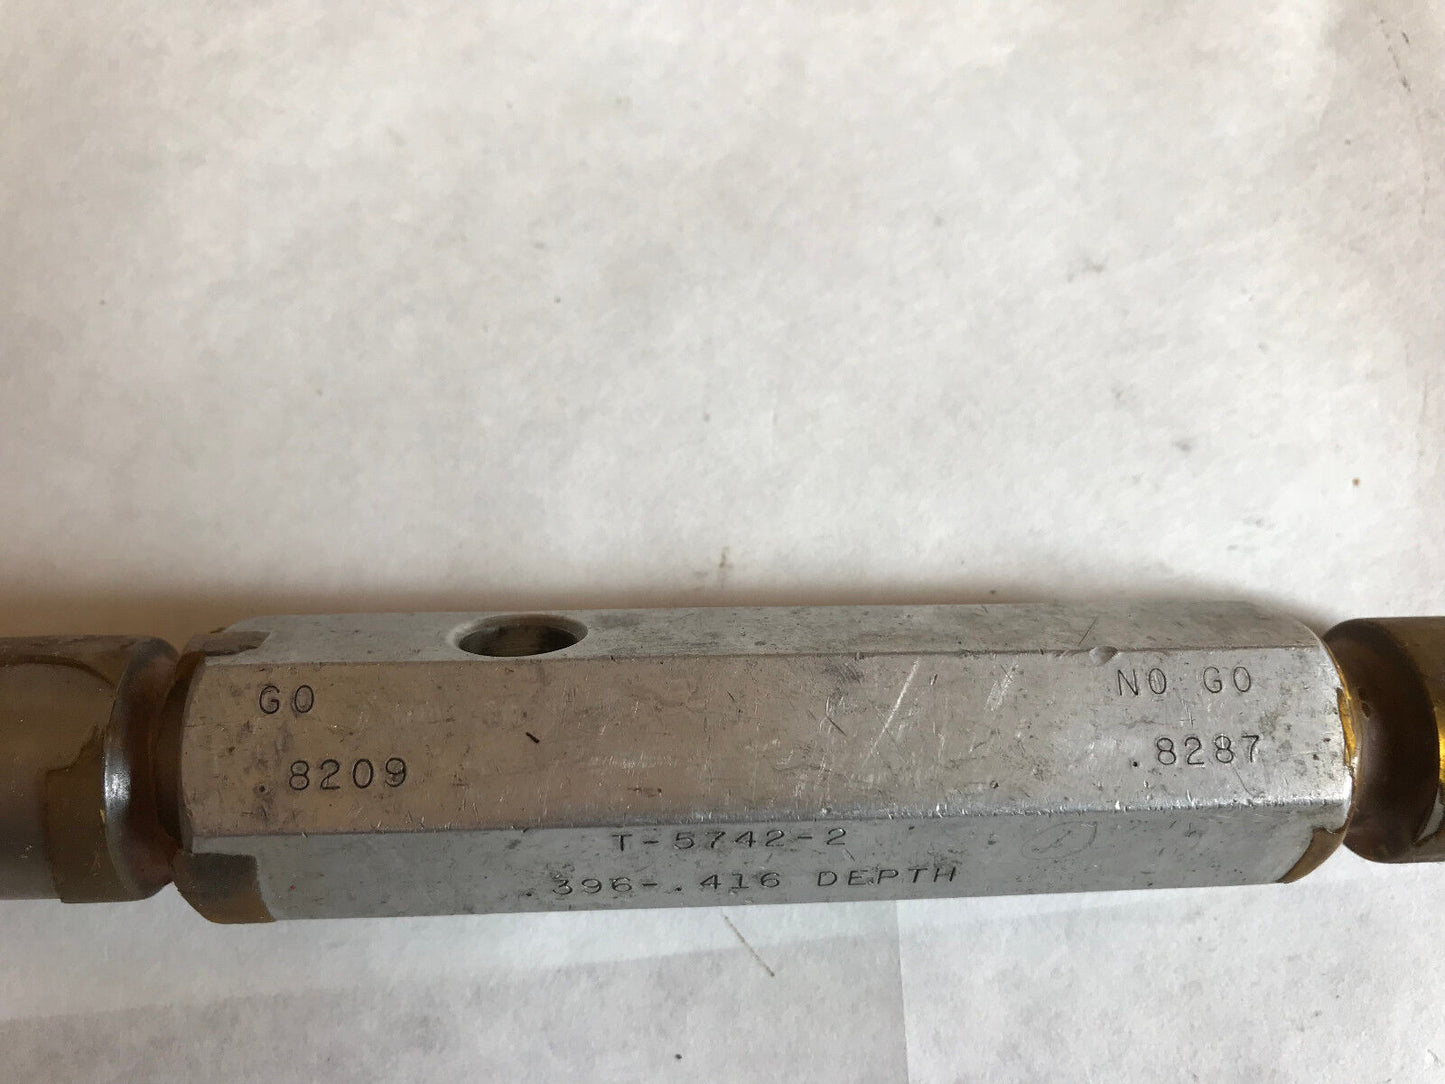 GO
NO GO
.8209
.8287
T-5742-2
.396-.416 DEPTH